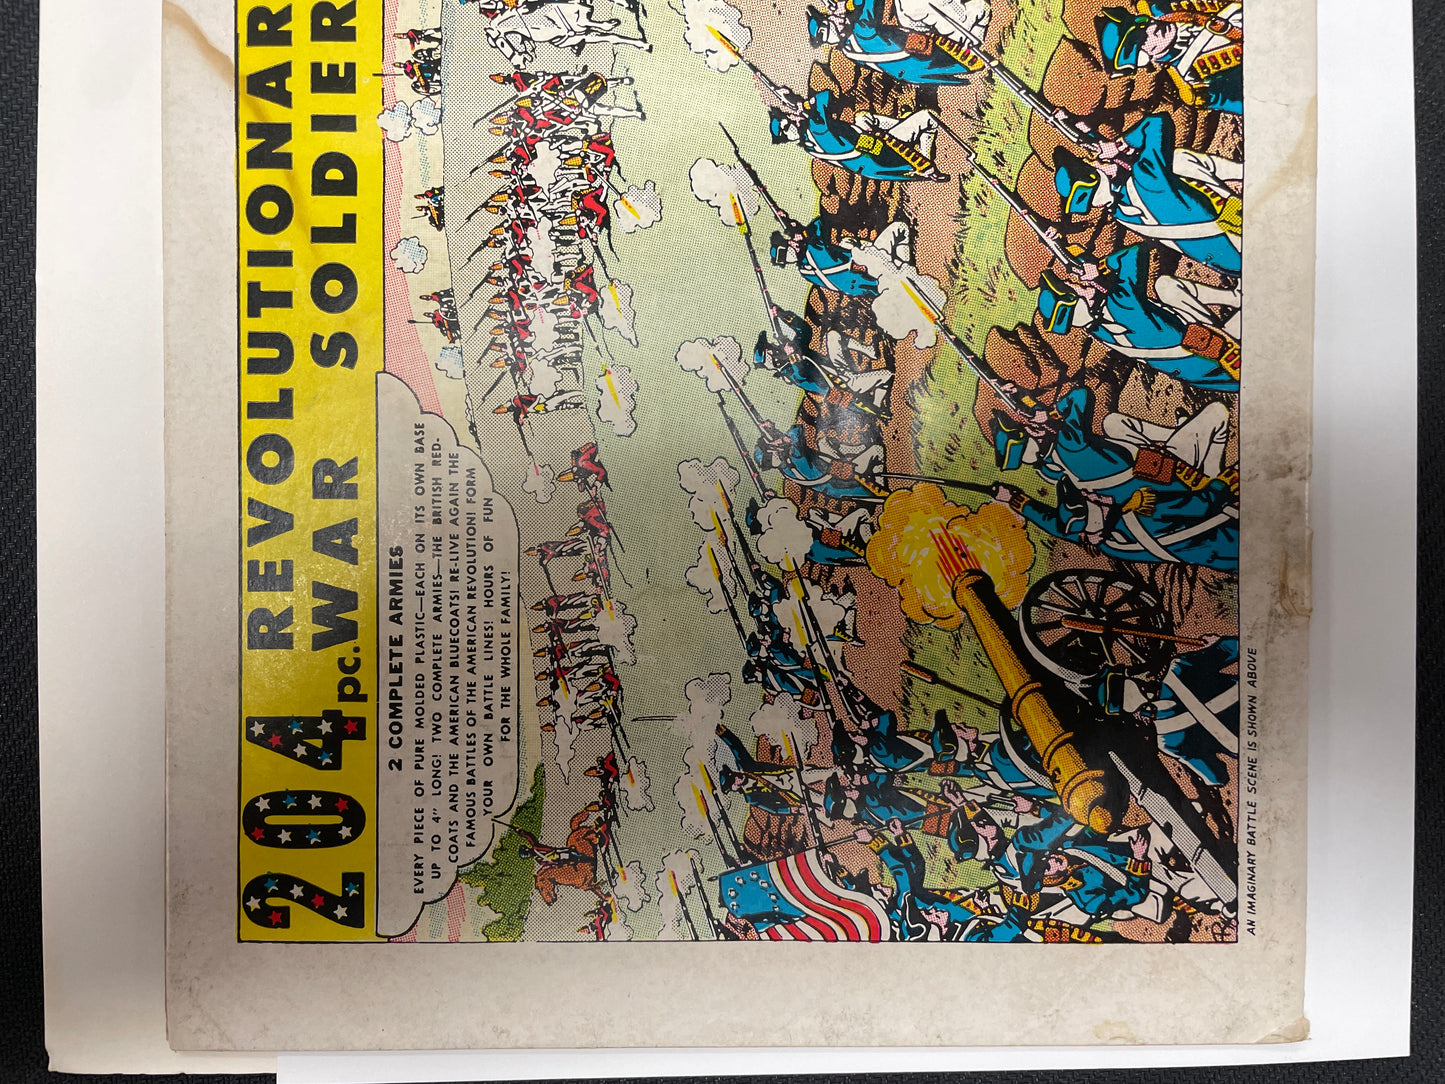 204 REVOLUTIONAR
pc. WAR SOLDIER
2 COMPLETE ARMIES
EVERY PIECE OF PURE MOLDED PLASTIC—EACH ON ITS OWN BASE
UP TO 4" LONG! TWO COMPLETE ARMIES—THE BRITISH RED-
COATS AND THE AMERICAN BLUECOATS! RE-LIVE AGAIN THE
FAMOUS BATTLES OF THE AMERICAN REVOLUTION! FORM
YOUR OWN BATTLE LINES! HOURS OF FUN
FOR THE WHOLE FAMILY!
AN IMAGINARY BATTLE SCENE IS SHOWN ABOVE